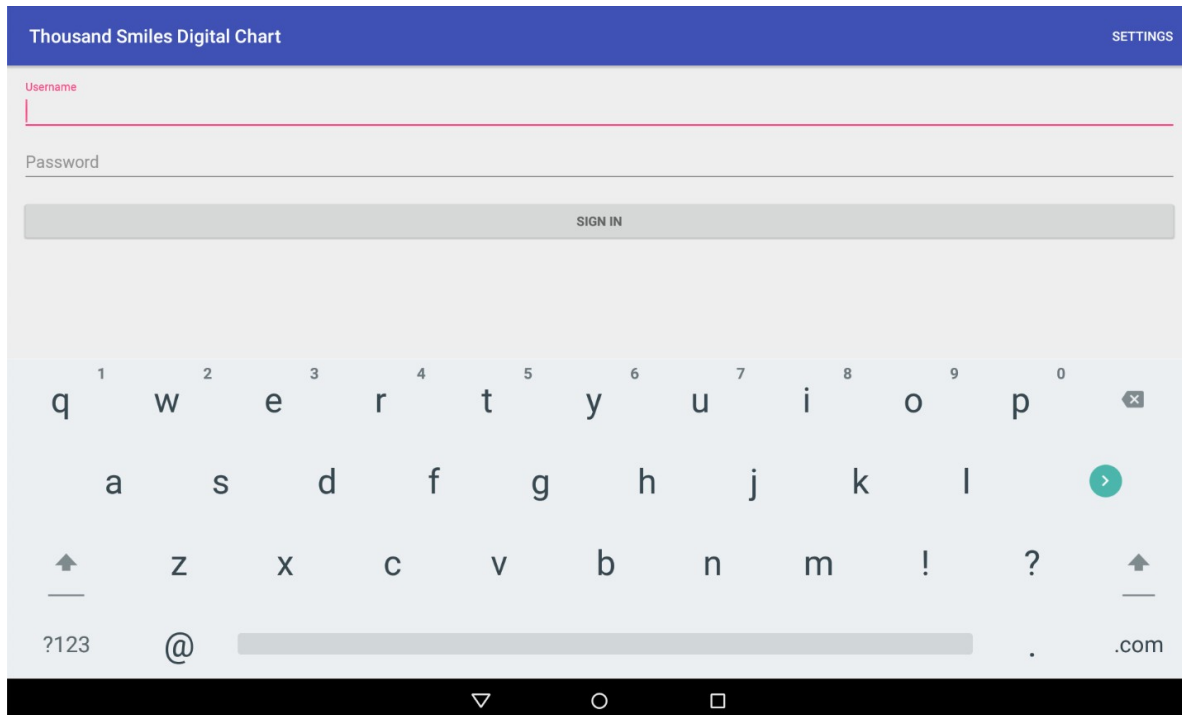 Thousand Smiles Digital Chart SETTINGS
Username
Password
SIGN IN
1 2 3 4 5 6 7 8 9 0
q w e r t y u i o p
a s d f g h j k l
z x c v b n m ! ?
?123 @ . .com